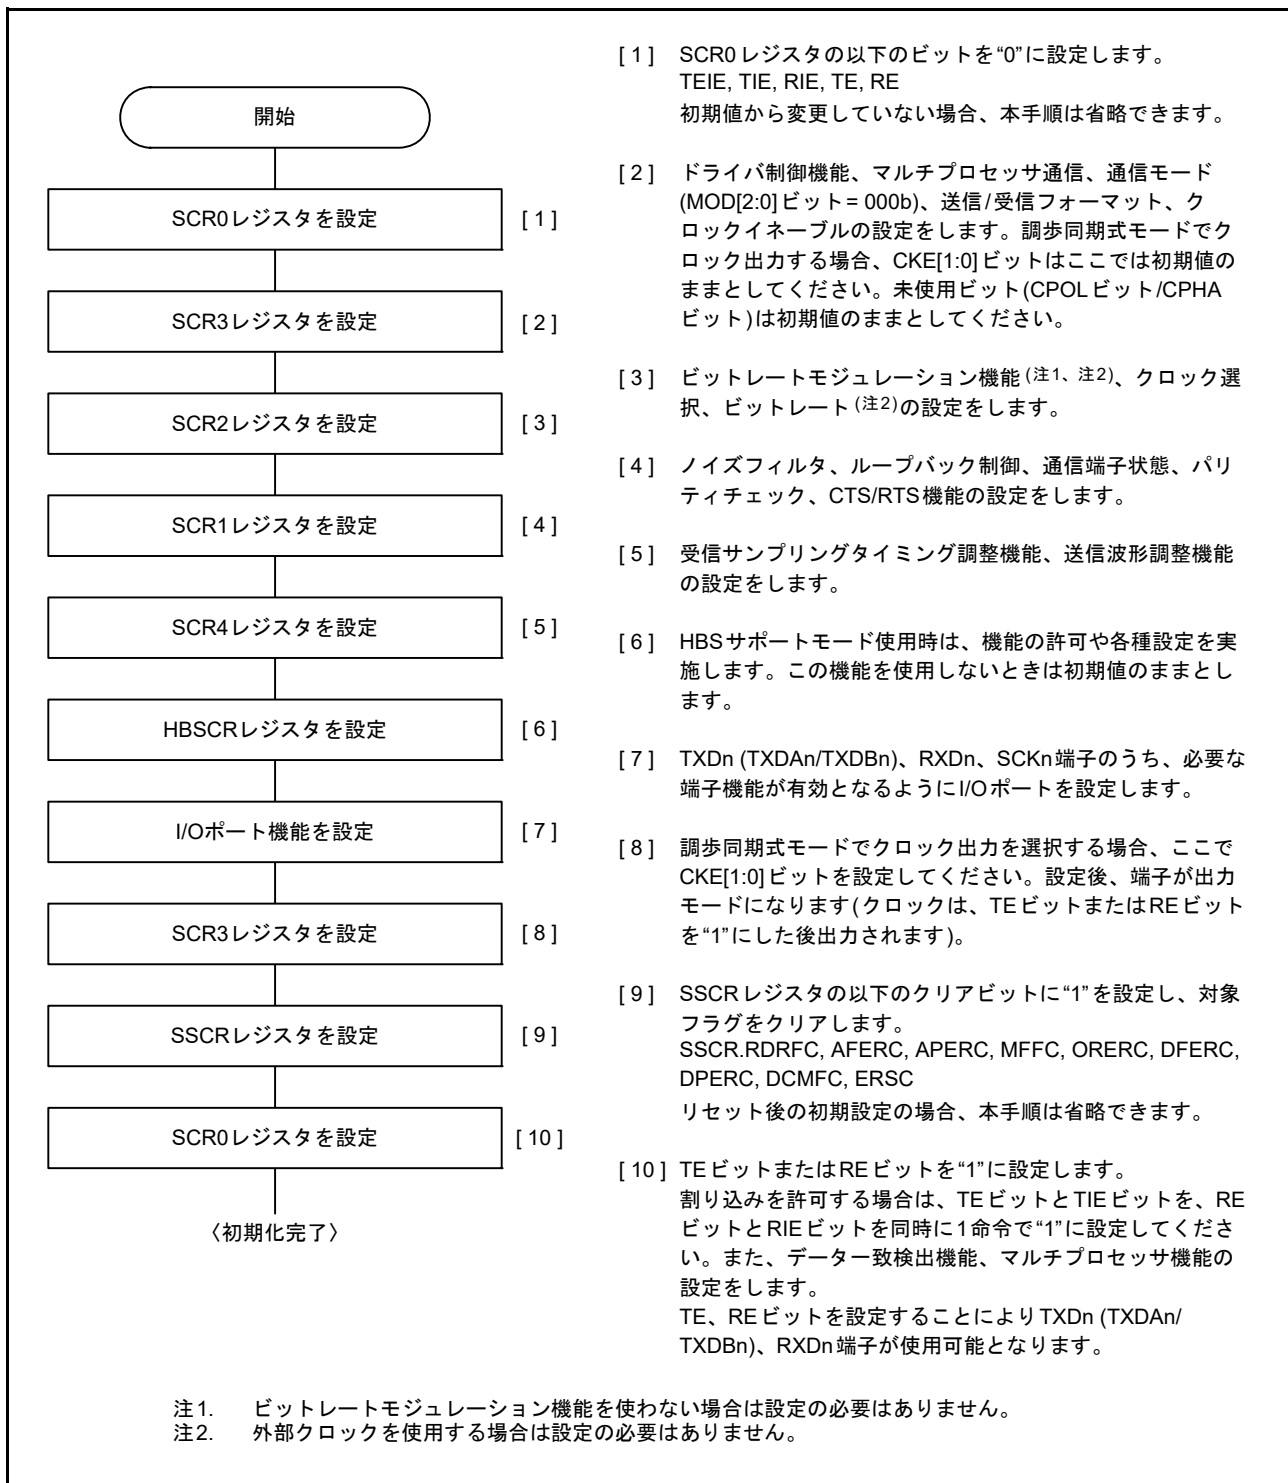 開始
SCR0レジスタを設定 [ 1 ]
SCR3レジスタを設定 [ 2 ]
SCR2レジスタを設定 [ 3 ]
SCR1レジスタを設定 [ 4 ]
SCR4レジスタを設定 [ 5 ]
HBSCRレジスタを設定 [ 6 ]
I/Oポート機能を設定 [ 7 ]
SCR3レジスタを設定 [ 8 ]
SSCRレジスタを設定 [ 9 ]
SCR0レジスタを設定 [ 10 ]
〈初期化完了〉
[ 1 ] SCR0レジスタの以下のビットを“0”に設定します。
TEIE, TIE, RIE, TE, RE
初期値から変更していない場合、本手順は省略できます。
[ 2 ] ドライバ制御機能、マルチプロセッサ通信、通信モード
(MOD[2:0]ビット= 000b)、送信/受信フォーマット、ク
ロックイネーブルの設定をします。調歩同期式モードでク
ロック出力する場合、CKE[1:0]ビットはここでは初期値の
ままとしてください。未使用ビット(CPOLビット/CPHA
ビット)は初期値のままとしてください。
[ 3 ] ビットレートモジュレーション機能(注1、注2)、クロック選
択、ビットレート(注2)の設定をします。
[ 4 ] ノイズフィルタ、ループバック制御、通信端子状態、パリ
ティチェック、CTS/RTS機能の設定をします。
[ 5 ] 受信サンプリングタイミング調整機能、送信波形調整機能
の設定をします。
[ 6 ] HBSサポートモード使用時は、機能の許可や各種設定を実
施します。この機能を使用しないときは初期値のままとし
ます。
[ 7 ] TXDn (TXDAn/TXDBn)、RXDn、SCKn端子のうち、必要な
端子機能が有効となるようにI/Oポートを設定します。
[ 8 ] 調歩同期式モードでクロック出力を選択する場合、ここで
CKE[1:0]ビットを設定してください。設定後、端子が出力
モードになります(クロックは、TEビットまたはREビット
を“1”にした後出力されます)。
[ 9 ] SSCRレジスタの以下のクリアビットに“1”を設定し、対象
フラグをクリアします。
SSCR.RDRFC, AFERC, APERC, MFFC, ORERC, DFERC,
DPERC, DCMFC, ERSC
リセット後の初期設定の場合、本手順は省略できます。
[ 10 ] TEビットまたはREビットを“1”に設定します。
割り込みを許可する場合は、TEビットとTIEビットを、RE
ビットとRIEビットを同時に1命令で“1”に設定してくださ
い。また、データ一致検出機能、マルチプロセッサ機能の
設定をします。
TE、REビットを設定することによりTXDn (TXDAn/
TXDBn)、RXDn端子が使用可能となります。
注1. ビットレートモジュレーション機能を使わない場合は設定の必要はありません。
注2. 外部クロックを使用する場合は設定の必要はありません。